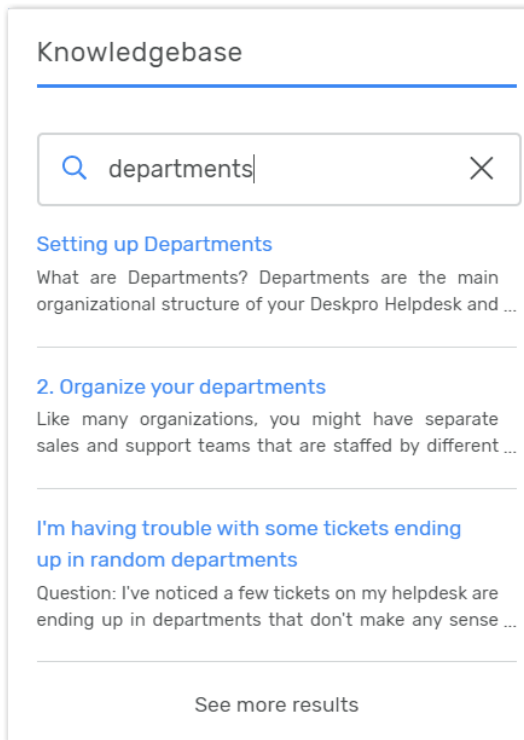 Knowledgebase
departments
Setting up Departments
What are Departments? Departments are the main
organizational structure of your Deskpro Helpdesk and ...
2. Organize your departments
Like many organizations, you might have separate
sales and support teams that are staffed by different ...
I'm having trouble with some tickets ending
up in random departments
Question: I've noticed a few tickets on my helpdesk are
ending up in departments that don't make any sense ...
See more results